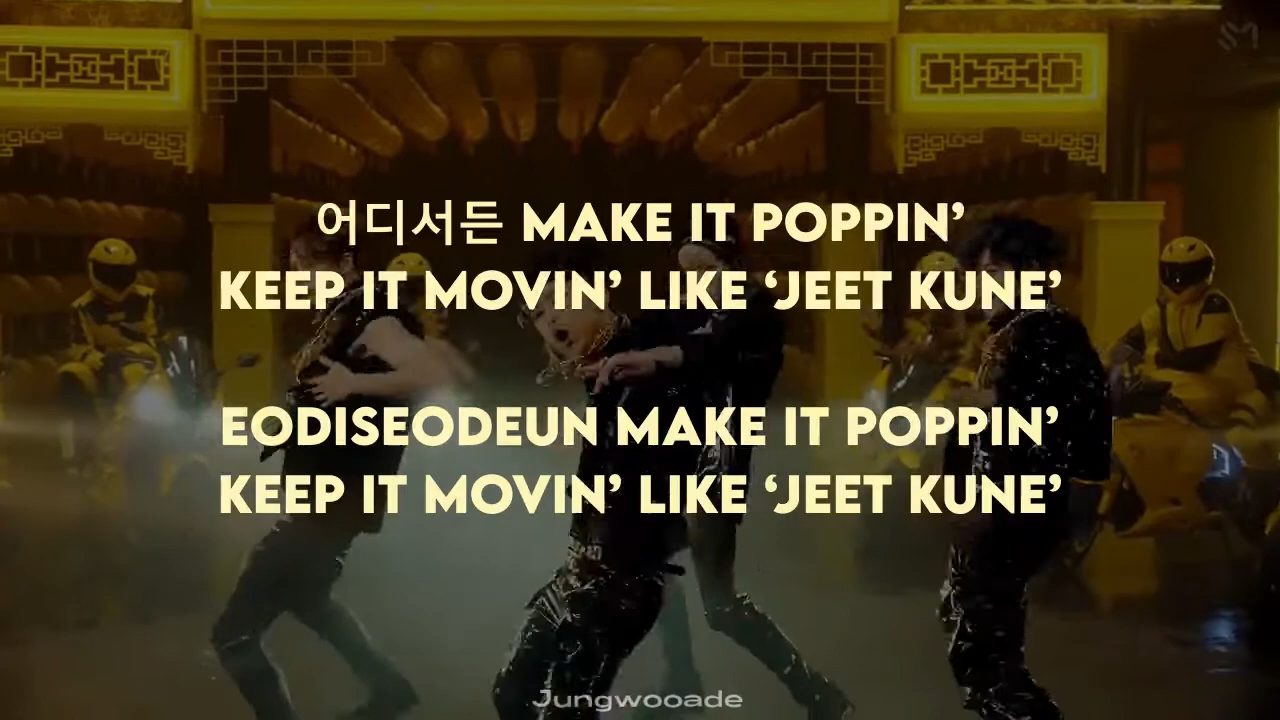 어디서든 MAKE IT POPPIN’
KEEP IT MOVIN’ LIKE ‘JEET KUNE’
EODISEODEUN MAKE IT POPPIN’
KEEP IT MOVIN’ LIKE ‘JEET KUNE’
Jungwooade
SM